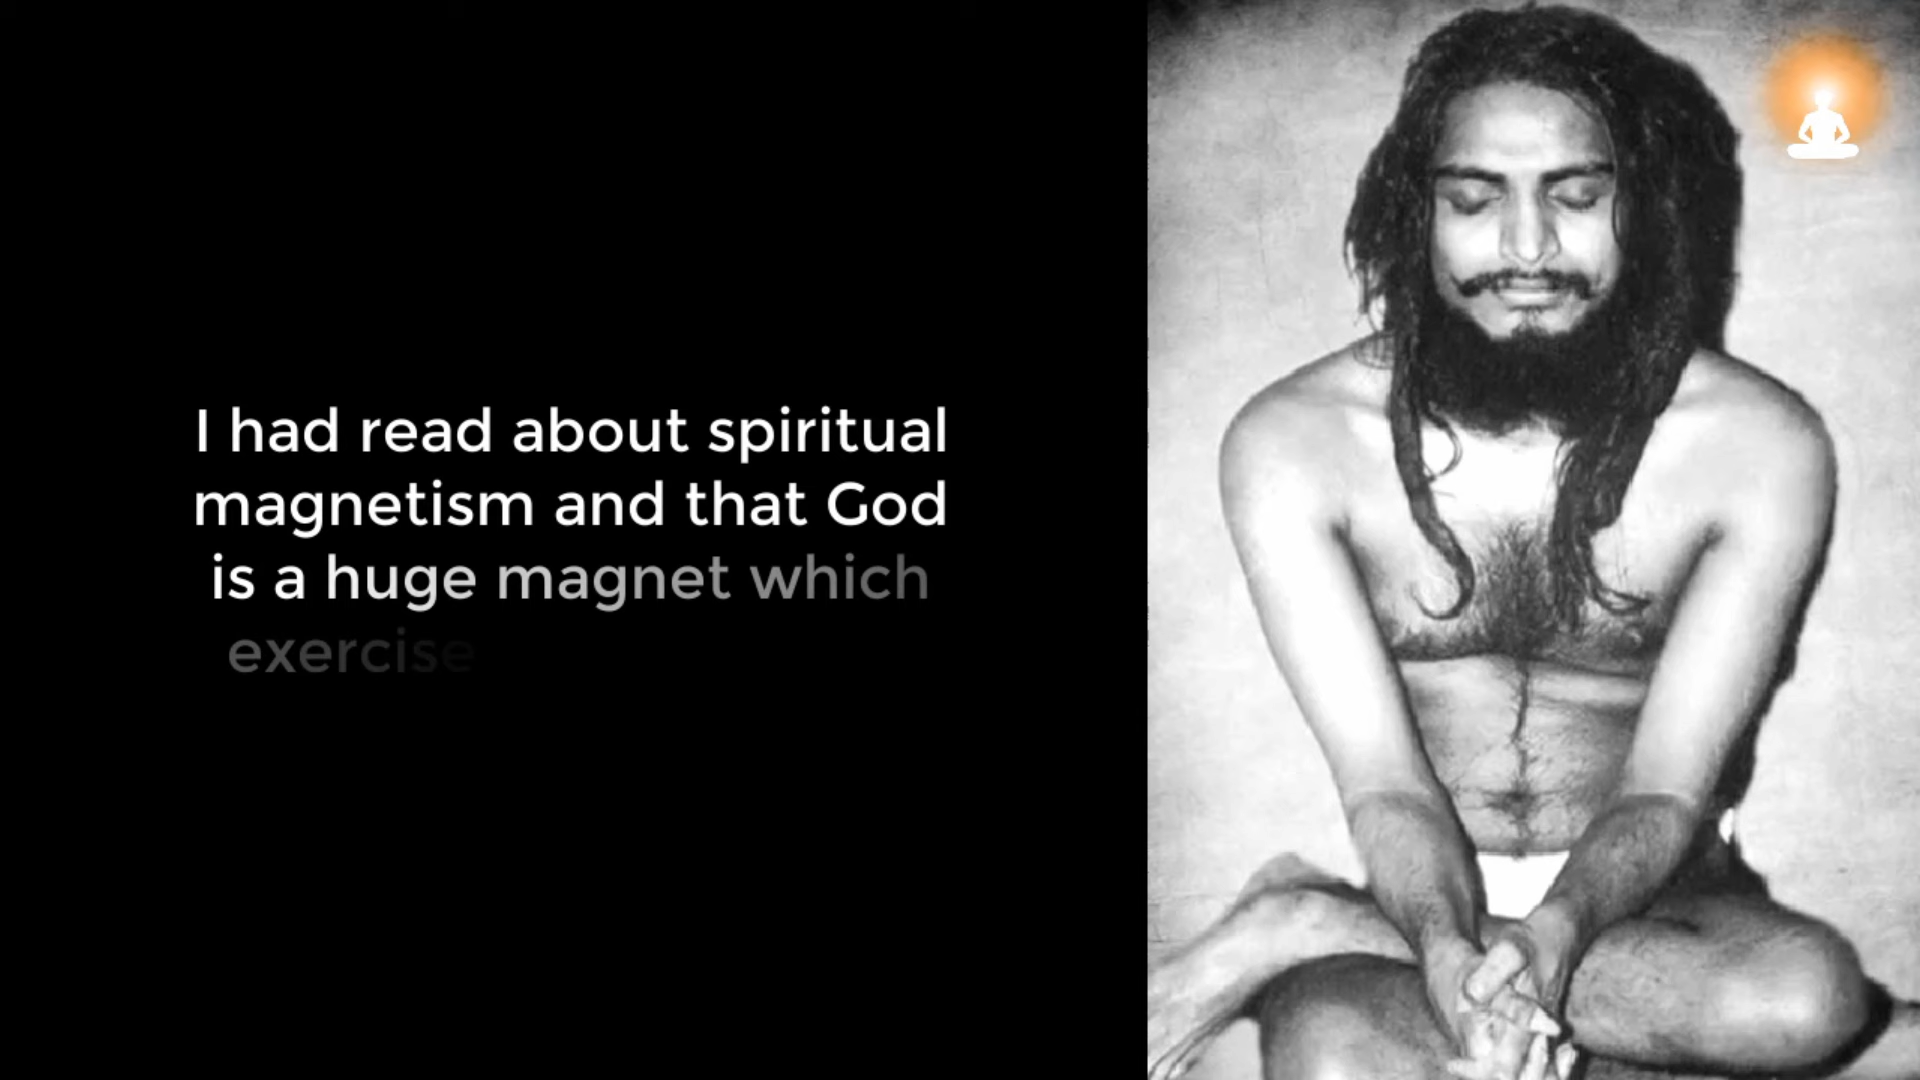 I had read about spiritual
magnetism and that God
is a huge magnet which
exercise